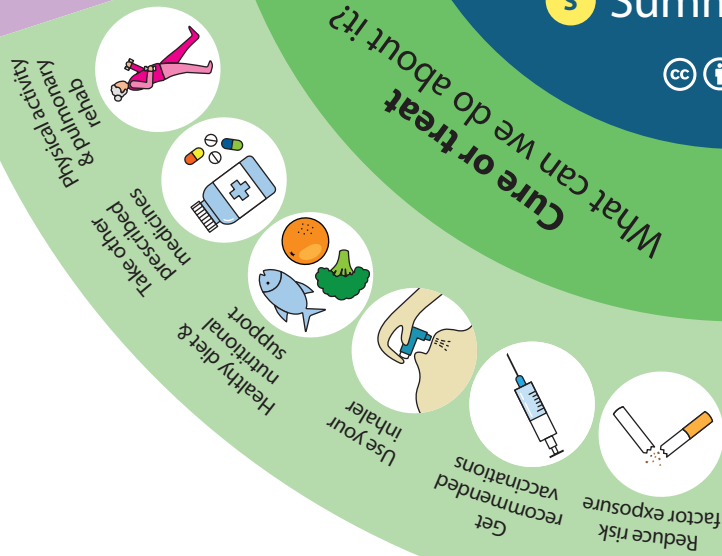 What can we do about it?
Cure or treat
Reduce risk
factor exposure
Get
recommended
vaccinations
Use your
inhaler
Healthy diet &
nutritional
support
Take other
prescribed
medicines
Physical activity
& pulmonary
rehab
s
cc